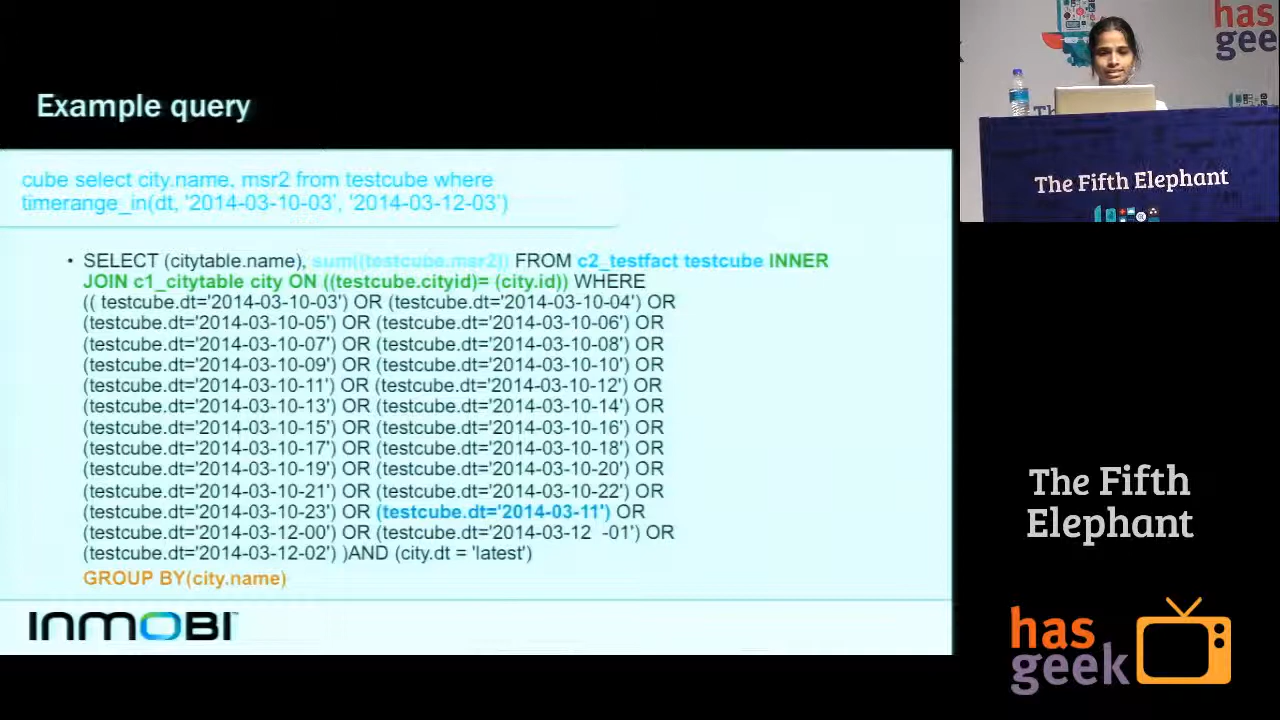 Example query
cube select city.name, msr2 from testcube where
timerange_in(dt, '2014-03-10-03', '2014-03-12-03')
• SELECT (citytable.name), sum((testcube.msr2)) FROM c2_testfact testcube INNER
JOIN c1_citytable city ON ((testcube.cityid)= (city.id)) WHERE
(( testcube.dt='2014-03-10-03') OR (testcube.dt='2014-03-10-04') OR
(testcube.dt='2014-03-10-05') OR (testcube.dt='2014-03-10-06') OR
(testcube.dt='2014-03-10-07') OR (testcube.dt='2014-03-10-08') OR
(testcube.dt='2014-03-10-09') OR (testcube.dt='2014-03-10-10') OR
(testcube.dt='2014-03-10-11') OR (testcube.dt='2014-03-10-12') OR
(testcube.dt='2014-03-10-13') OR (testcube.dt='2014-03-10-14') OR
(testcube.dt='2014-03-10-15') OR (testcube.dt='2014-03-10-16') OR
(testcube.dt='2014-03-10-17') OR (testcube.dt='2014-03-10-18') OR
(testcube.dt='2014-03-10-19') OR (testcube.dt='2014-03-10-20') OR
(testcube.dt='2014-03-10-21') OR (testcube.dt='2014-03-10-22') OR
(testcube.dt='2014-03-10-23') OR (testcube.dt='2014-03-11') OR
(testcube.dt='2014-03-12-00') OR (testcube.dt='2014-03-12 -01') OR
(testcube.dt='2014-03-12-02') )AND (city.dt = 'latest')
GROUP BY(city.name)
INMOBI™
has
geek
The Fifth Elephant
The Fifth
Elephant
has
geek